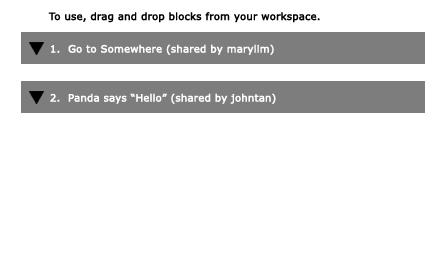 To use, drag and drop blocks from your workspace.
1. Go to Somewhere (shared by marylim)
2. Panda says “Hello” (shared by johntan)